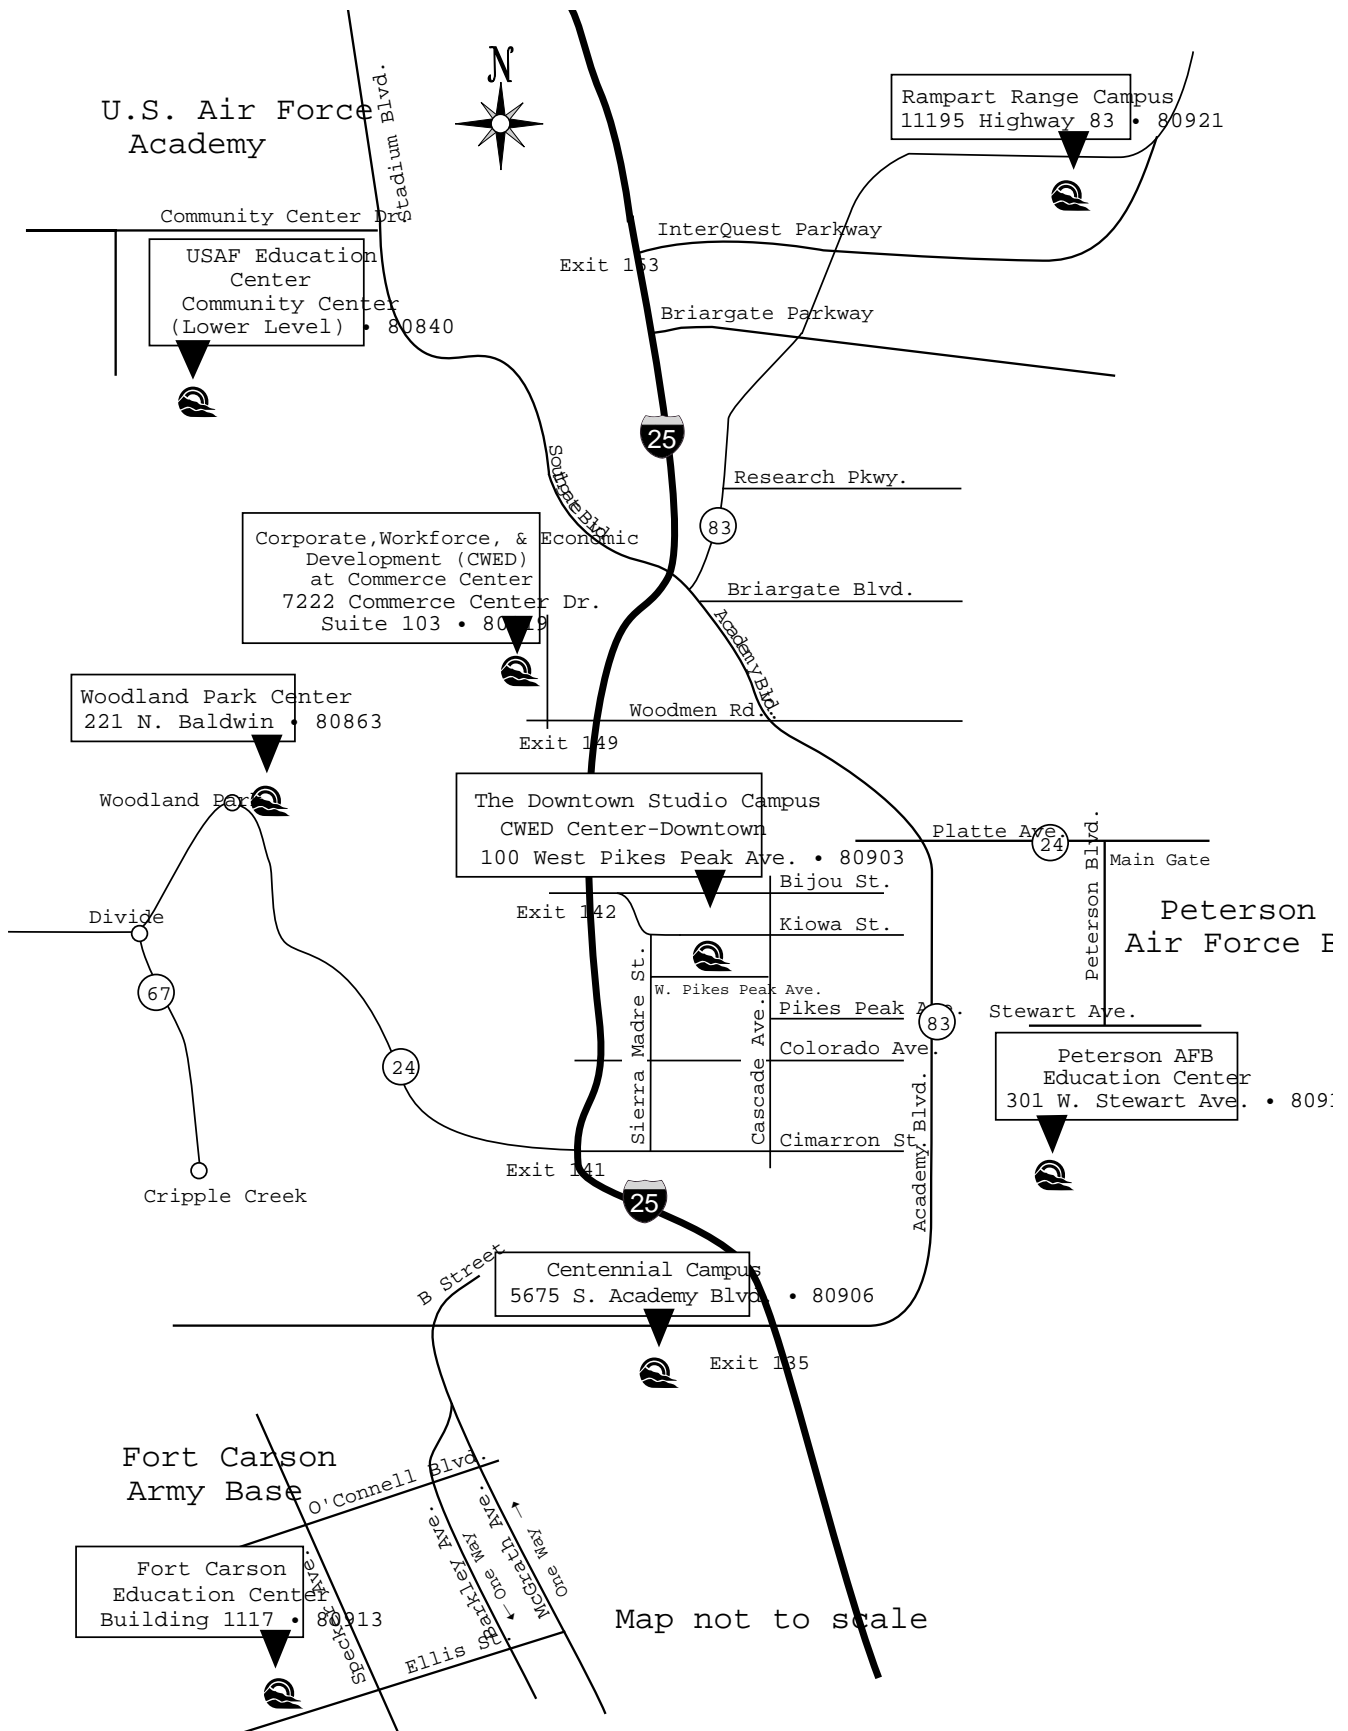 N
U.S. Air Force
Academy
Stadium Blvd.
Rampart Range Campus
11195 Highway 83 • 80921
Community Center Dr.
USAF Education
Center
Community Center
(Lower Level) • 80840
InterQuest Parkway
Exit 153
Briargate Parkway
25
Southgate Blvd.
Research Pkwy.
83
Corporate,Workforce, & Economic
Development (CWED)
at Commerce Center
7222 Commerce Center Dr.
Suite 103 •
Briargate Blvd.
Academy Blvd.
Woodland Park Center
221 N. Baldwin • 80863
Woodmen Rd.
Exit 149
Woodland Park
The Downtown Studio Campus
CWED Center-Downtown
100 West Pikes Peak Ave. • 80903
Platte Ave.
24
Peterson Blvd.
Main Gate
Bijou St.
Exit 142
Kiowa St.
Divide
Peterson
Air Force B
67
Sierra Madre St.
W. Pikes Peak Ave.
Cascade Ave.
Pikes Peak Ave.
83
Stewart Ave.
Colorado Ave.
24
Peterson AFB
Education Center
301 W. Stewart Ave. • 8091
Academy Blvd.
Cimarron St.
Exit 141
Cripple Creek
25
B Street
Centennial Campus
5675 S. Academy Blvd. • 80906
Exit 135
Fort Carson
Army Base
O'Connell Blvd.
Barkley Ave.
← One Way
McGrath Ave.
One Way →
Fort Carson
Education Center
Building 1117 • 80913
Specker Ave.
Ellis St.
Map not to scale